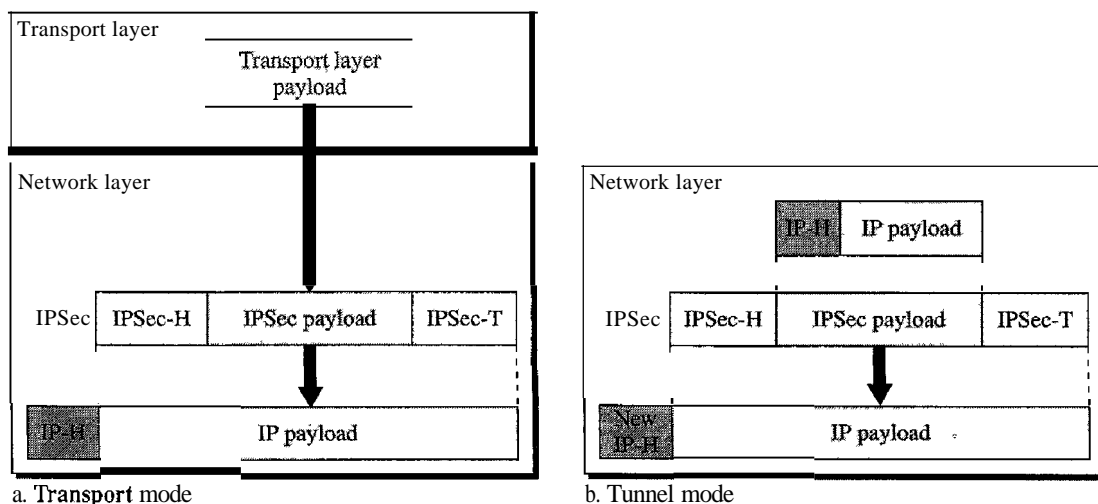 Transport layer
Transport layer
payload
Network layer
IPSec
IPSec-H
IPSec payload
IPSec-T
IP-H
IP payload
a. Transport mode
Network layer
IP-H
IP payload
IPSec
IPSec-H
IPSec payload
IPSec-T
New
IP-H
IP payload
b. Tunnel mode